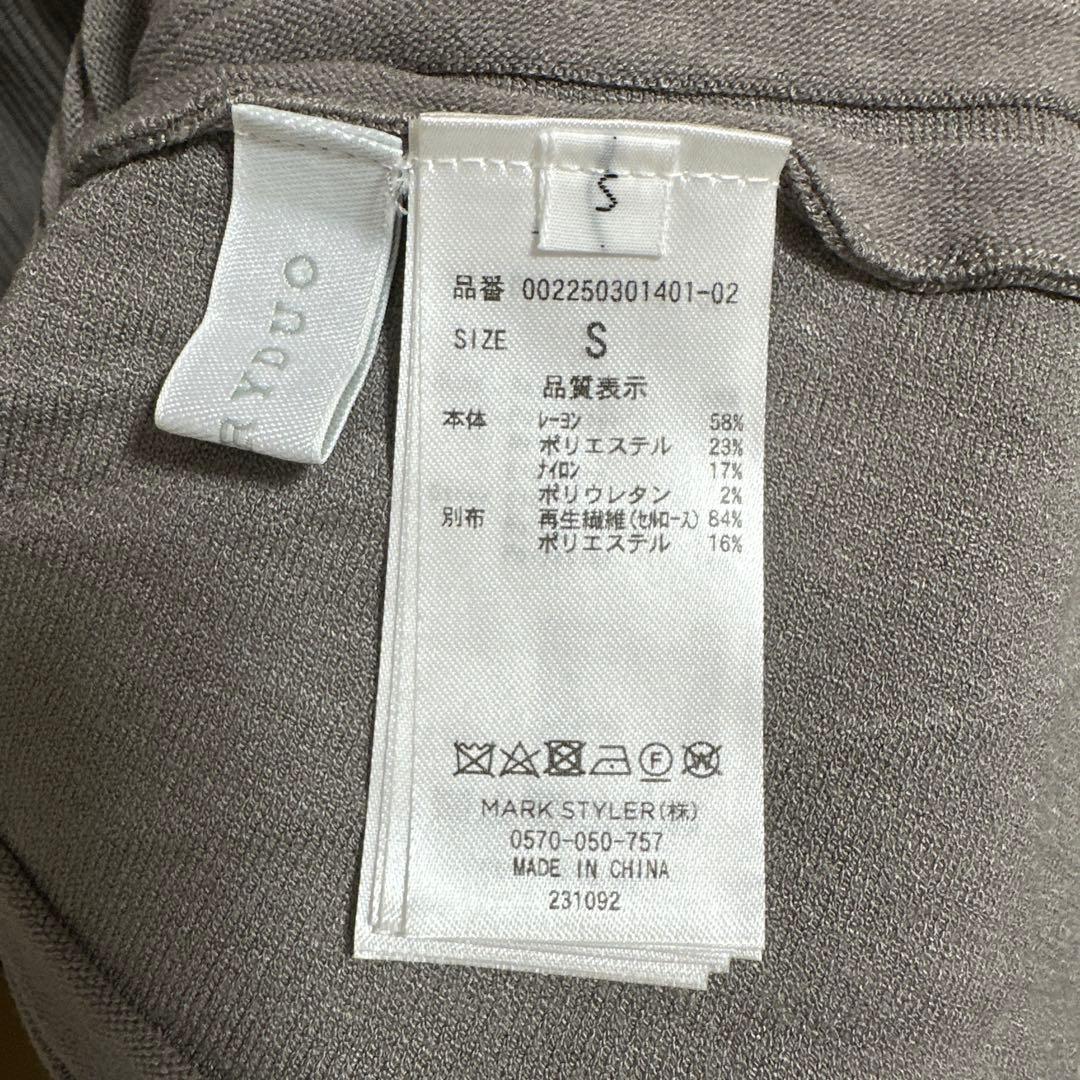 RYDUO
S
品番 002250301401-02
SIZE S
品質表示
本体 レーヨン 58%
ポリエステル 23%
ナイロン 17%
ポリウレタン 2%
別布 再生繊維(セルロース) 84%
ポリエステル 16%
F W
MARK STYLER(株)
0570-050-757
MADE IN CHINA
231092